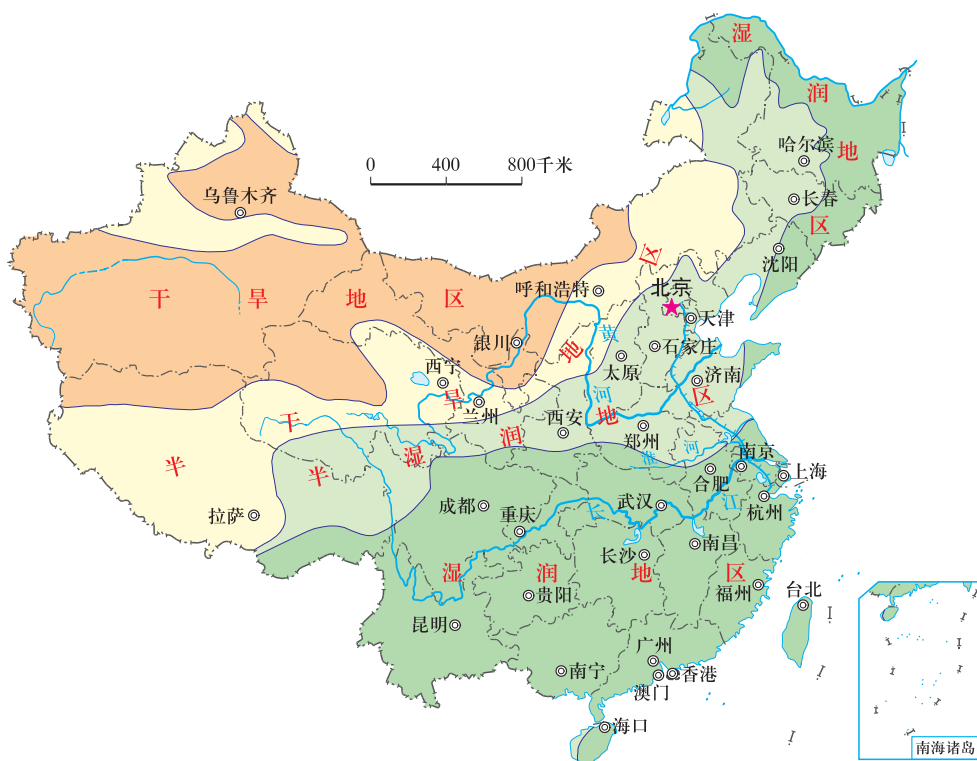 湿润地区
哈尔滨
长春
沈阳
0 400 800千米
乌鲁木齐
干旱地区
半干旱地区
呼和浩特
北京
天津
银川
石家庄
太原
黄河
西宁
兰州
济南
西安
郑州
半湿润地区
淮河
南京
合肥
上海
拉萨
成都
重庆
武汉
长江
杭州
长沙
南昌
湿润地区
贵阳
福州
台北
昆明
广州
南宁
香港
澳门
海口
南海诸岛